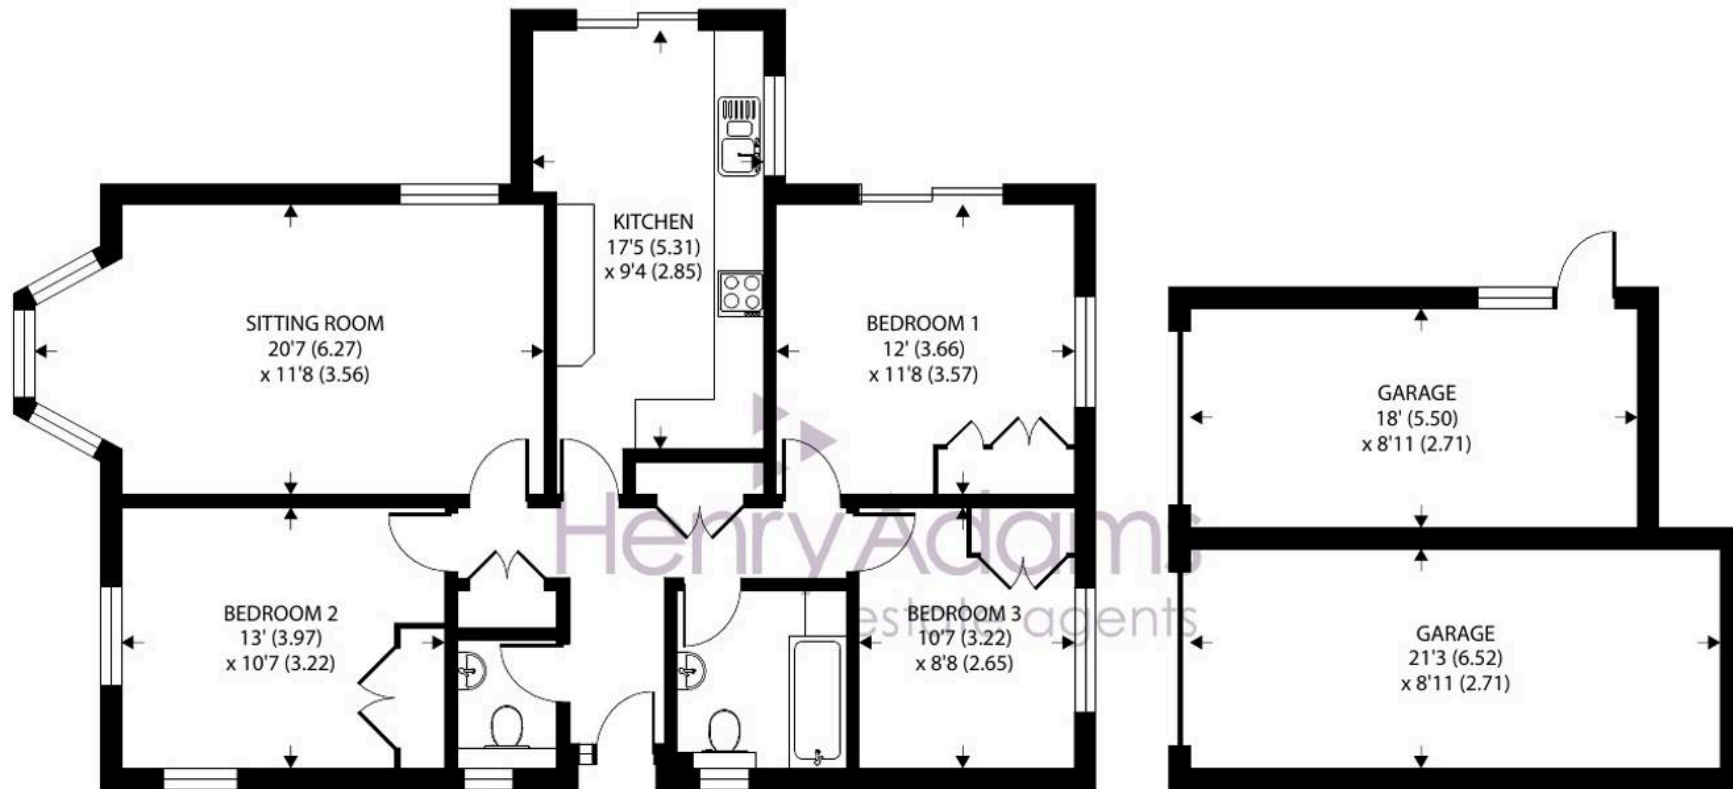 KITCHEN
17'5 (5.31)
x 9'4 (2.85)
SITTING ROOM
20'7 (6.27)
x 11'8 (3.56)
BEDROOM 1
12' (3.66)
x 11'8 (3.57)
GARAGE
18' (5.50)
x 8'11 (2.71)
Henry Adams
estate agents
BEDROOM 2
13' (3.97)
x 10'7 (3.22)
BEDROOM 3
10'7 (3.22)
x 8'8 (2.65)
GARAGE
21'3 (6.52)
x 8'11 (2.71)